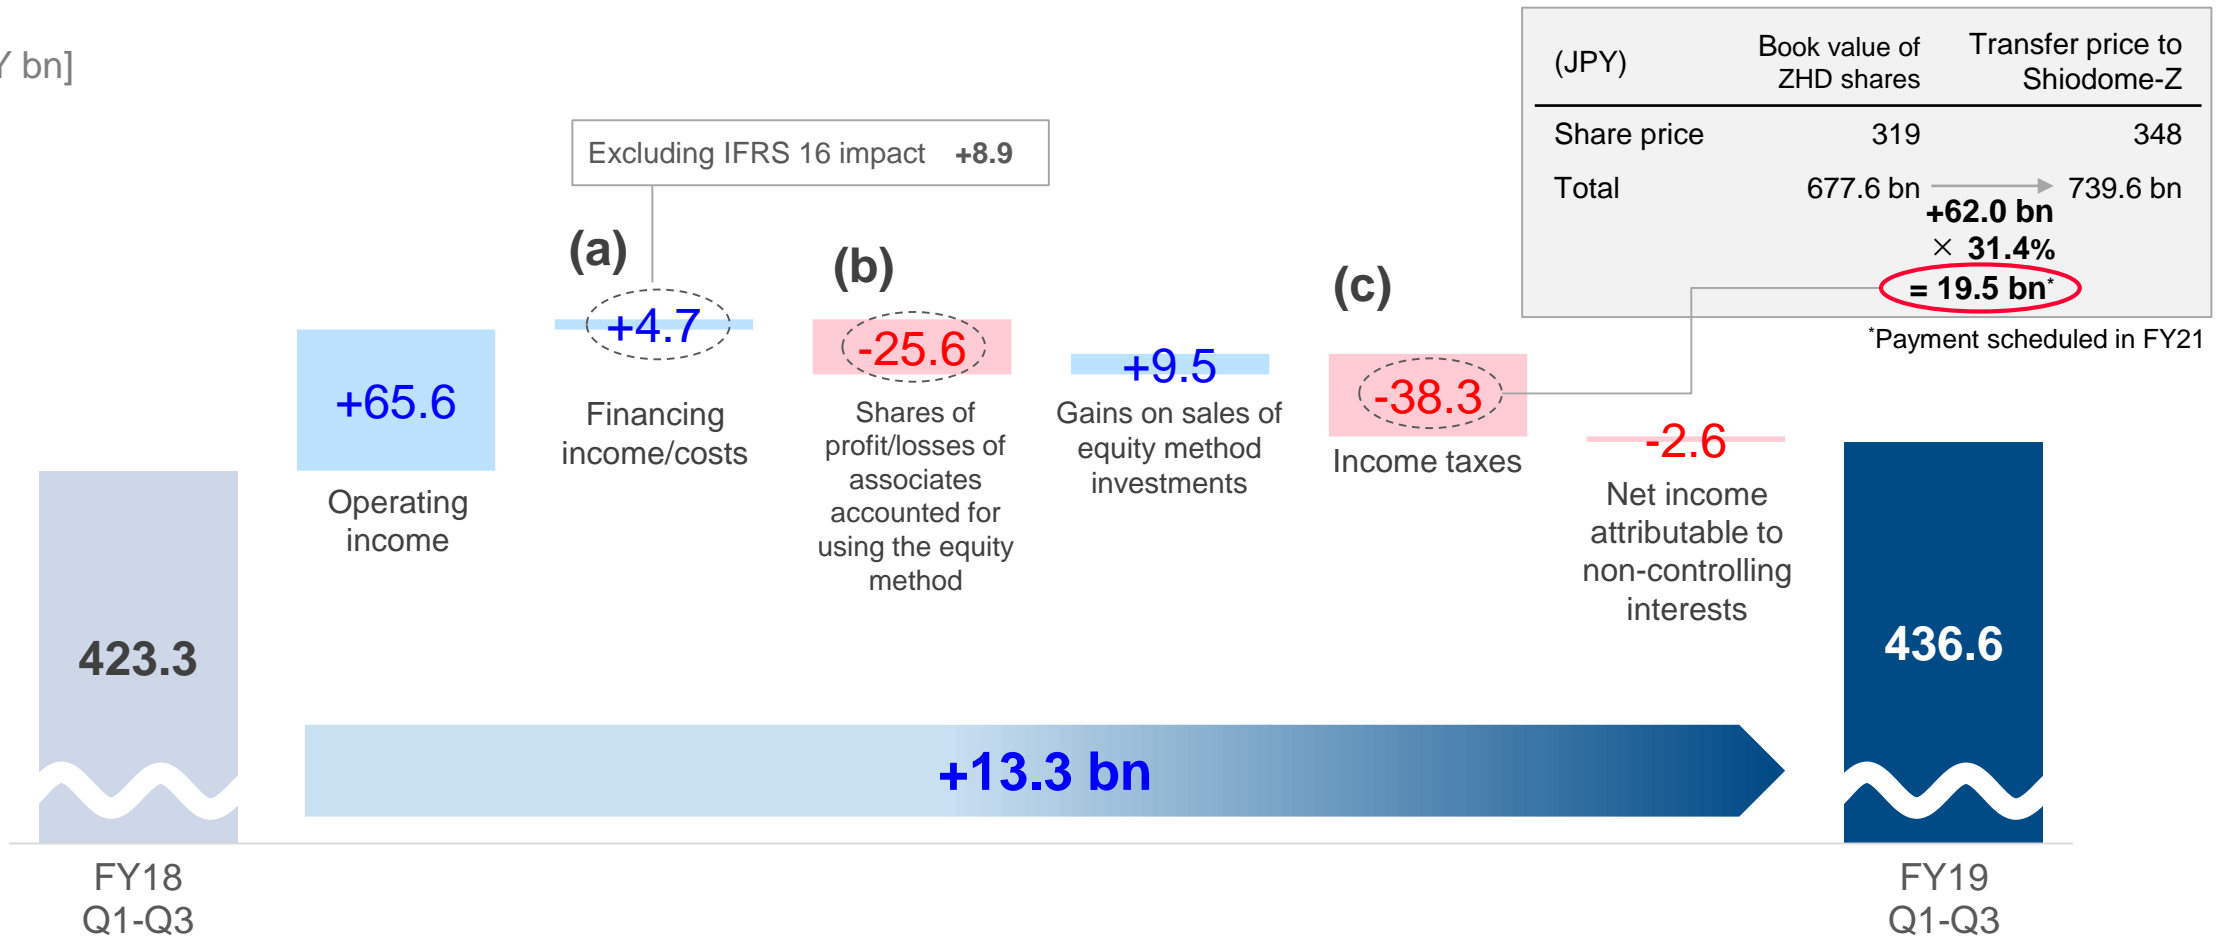 Y bn]
(JPY)
Book value of
ZHD shares
Transfer price to
Shiodome-Z
Share price 319 348
Total 677.6 bn 739.6 bn
+62.0 bn
× 31.4%
= 19.5 bn*
*Payment scheduled in FY21
Excluding IFRS 16 impact +8.9
(a)
(b)
(c)
+65.6
Operating
income
+4.7
Financing
income/costs
-25.6
Shares of
profit/losses of
associates
accounted for
using the equity
method
+9.5
Gains on sales of
equity method
investments
-38.3
Income taxes
-2.6
Net income
attributable to
non-controlling
interests
423.3
436.6
+13.3 bn
FY18
Q1-Q3
FY19
Q1-Q3